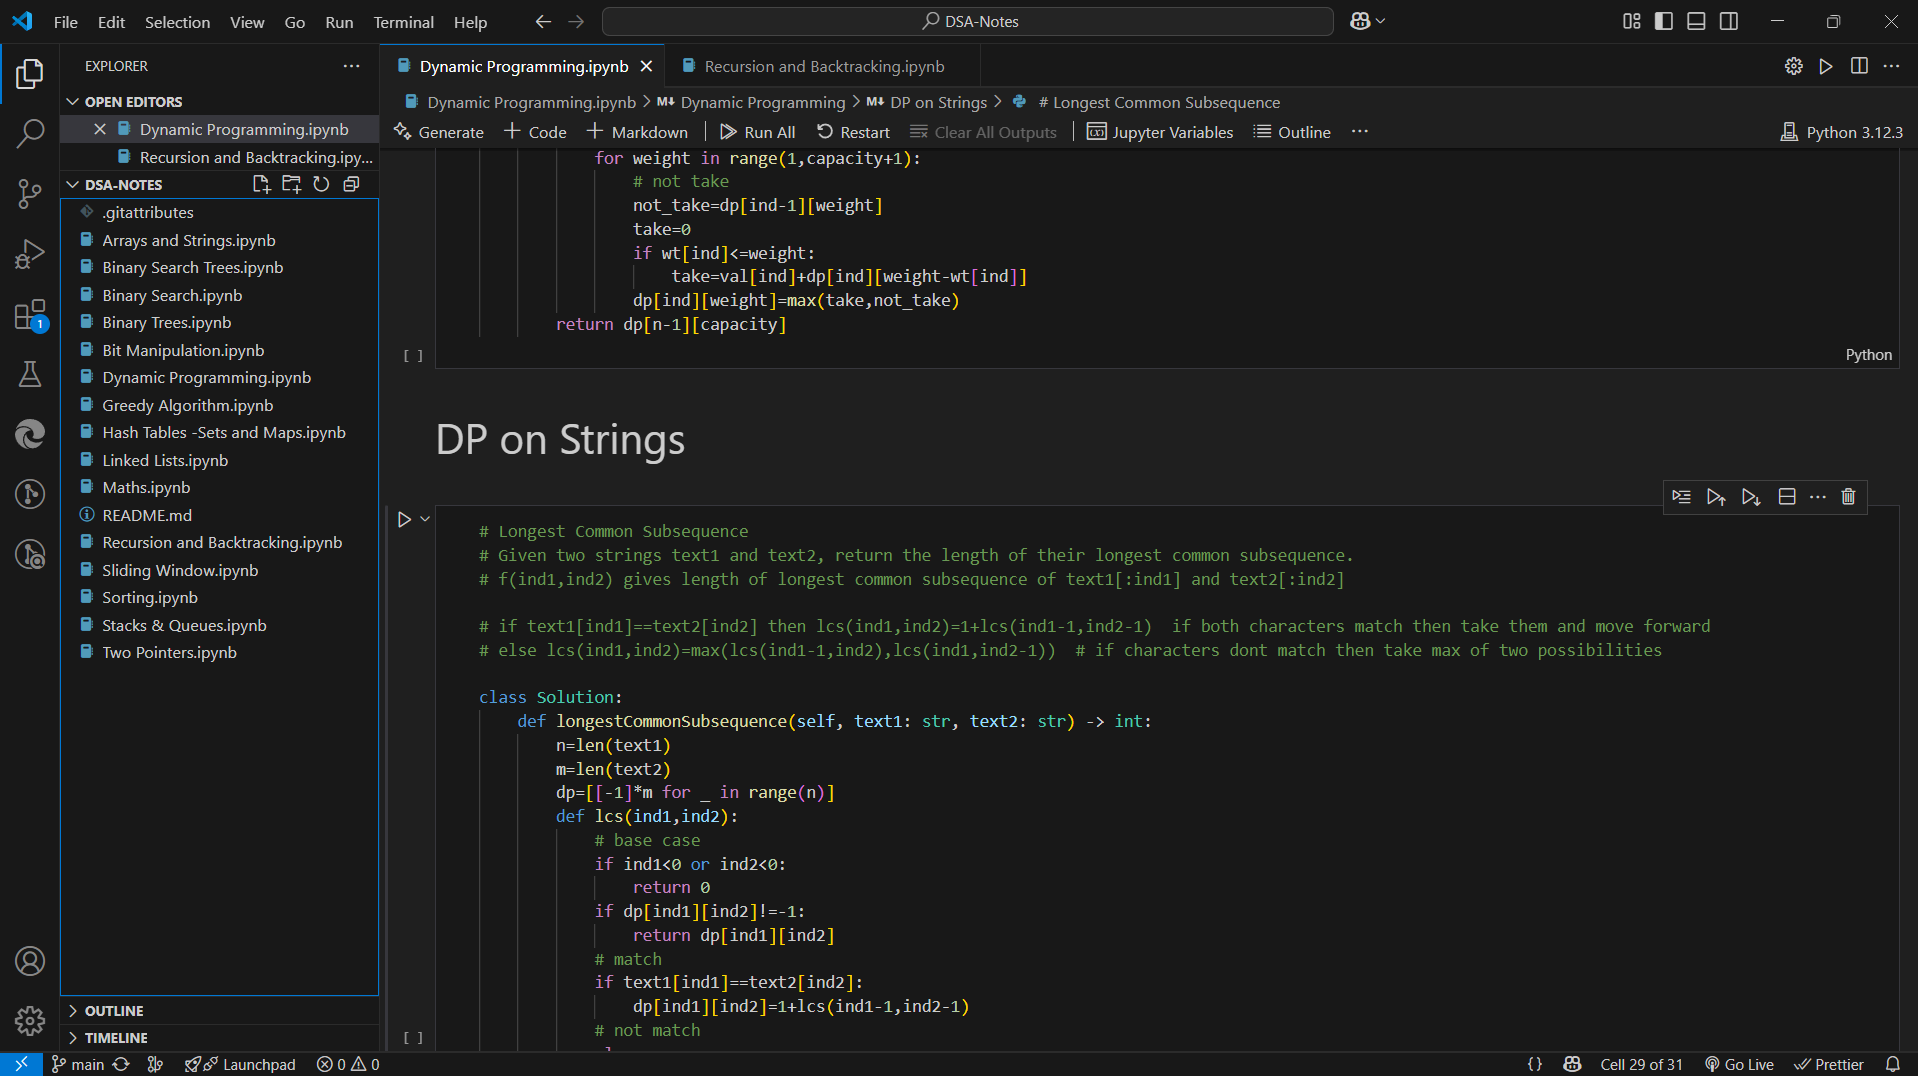 File Edit Selection View Go Run Terminal Help
DSA-Notes
EXPLORER
OPEN EDITORS
Dynamic Programming.ipynb
Recursion and Backtracking.ipy...
DSA-NOTES
.gitattributes
Arrays and Strings.ipynb
Binary Search Trees.ipynb
Binary Search.ipynb
Binary Trees.ipynb
Bit Manipulation.ipynb
Dynamic Programming.ipynb
Greedy Algorithm.ipynb
Hash Tables -Sets and Maps.ipynb
Linked Lists.ipynb
Maths.ipynb
README.md
Recursion and Backtracking.ipynb
Sliding Window.ipynb
Sorting.ipynb
Stacks & Queues.ipynb
Two Pointers.ipynb
OUTLINE
TIMELINE
1
Dynamic Programming.ipynb Recursion and Backtracking.ipynb
Dynamic Programming.ipynb > M↓ Dynamic Programming > M↓ DP on Strings > # Longest Common Subsequence
Generate + Code + Markdown Run All Restart Clear All Outputs Jupyter Variables Outline ... Python 3.12.3
for weight in range(1,capacity+1):
# not take
not_take=dp[ind-1][weight]
take=0
if wt[ind]<=weight:
take=val[ind]+dp[ind][weight-wt[ind]]
dp[ind][weight]=max(take,not_take)
return dp[n-1][capacity]
[ ]
Python
DP on Strings
# Longest Common Subsequence
# Given two strings text1 and text2, return the length of their longest common subsequence.
# f(ind1,ind2) gives length of longest common subsequence of text1[:ind1] and text2[:ind2]
# if text1[ind1]==text2[ind2] then lcs(ind1,ind2)=1+lcs(ind1-1,ind2-1)  if both characters match then take them and move forward
# else lcs(ind1,ind2)=max(lcs(ind1-1,ind2),lcs(ind1,ind2-1))  # if characters dont match then take max of two possibilities
class Solution:
def longestCommonSubsequence(self, text1: str, text2: str) -> int:
n=len(text1)
m=len(text2)
dp=[[-1]*m for _ in range(n)]
def lcs(ind1,ind2):
# base case
if ind1<0 or ind2<0:
return 0
if dp[ind1][ind2]!=-1:
return dp[ind1][ind2]
# match
if text1[ind1]==text2[ind2]:
dp[ind1][ind2]=1+lcs(ind1-1,ind2-1)
# not match
[ ]
main Launchpad 0 0 {} Cell 29 of 31 Go Live Prettier